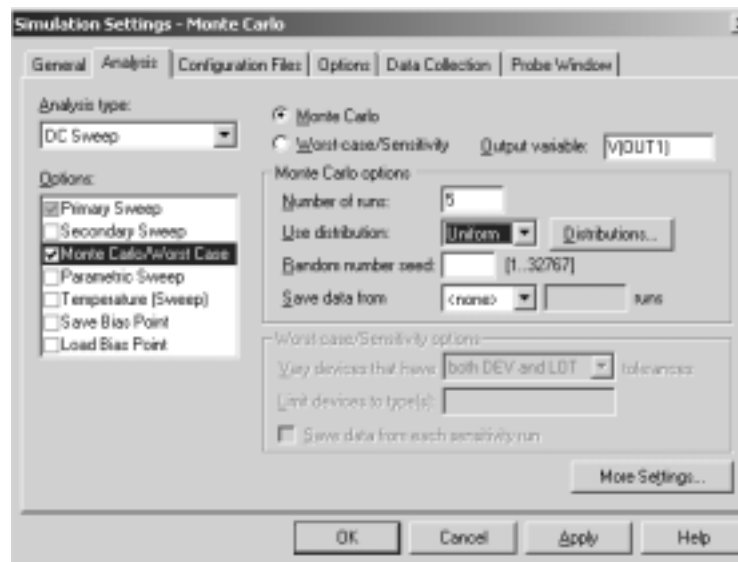 Simulation Settings - Monte Carlo
General Analysis Configuration Files Options Data Collection Probe Window
Analysis type:
DC Sweep
Monte Carlo
Worst-case/Sensitivity Output variable: V(OUT1)
Options:
Primary Sweep
Secondary Sweep
Monte Carlo/Worst Case
Parametric Sweep
Temperature (Sweep)
Save Bias Point
Load Bias Point
Monte Carlo options
Number of runs: 5
Use distribution: Uniform Distributions...
Random number seed: [1..32767]
Save data from <none> runs
Worst-case/Sensitivity options
Vary devices that have both DEV and LOT tolerances
Limit devices to type(s):
Save data from each sensitivity run
More Settings...
OK Cancel Apply Help